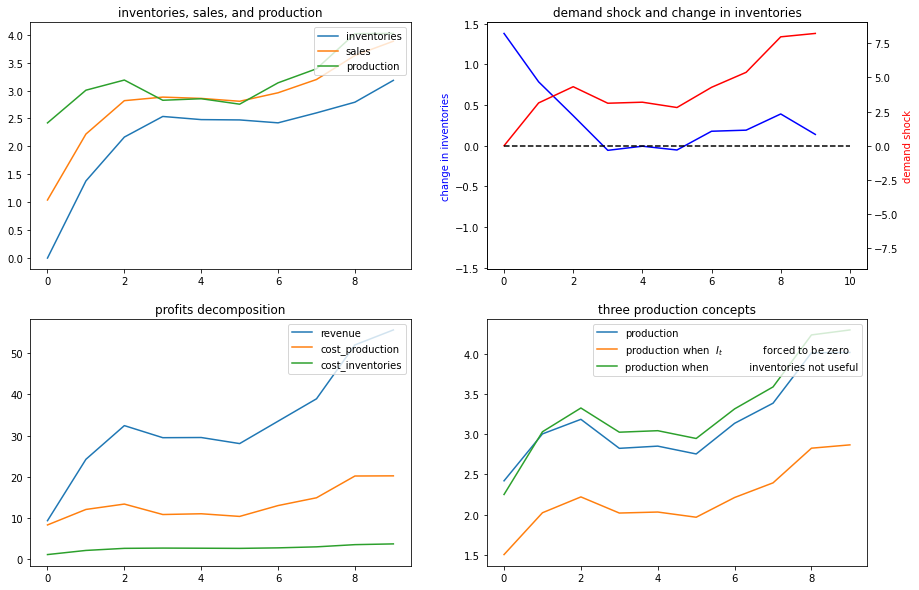 inventories, sales, and production
4.0
3.5
3.0
2.5
2.0
1.5
1.0
0.5
0.0
0 2 4 6 8
inventories
sales
production
demand shock and change in inventories
1.5
1.0
0.5
0.0
−0.5
−1.0
−1.5
change in inventories
7.5
5.0
2.5
0.0
−2.5
−5.0
−7.5
demand shock
0 2 4 6 8 10
profits decomposition
50
40
30
20
10
0
0 2 4 6 8
revenue
cost_production
cost_inventories
three production concepts
4.0
3.5
3.0
2.5
2.0
1.5
0 2 4 6 8
production
production when I_t forced to be zero
production when inventories not useful